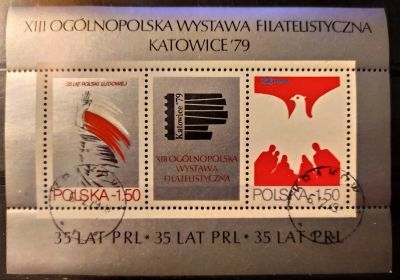 XIII OGÓLNOPOLSKA WYSTAWA FILATELISTYCZNA
KATOWICE '79
35 LAT POLSKI LUDOWEJ
POLSKA 1.50
Katowice '79
XIII OGÓLNOPOLSKA
WYSTAWA
FILATELISTYCZNA
POLSKA 1.50
35 LAT PRL • 35 LAT PRL • 35 LAT PRL